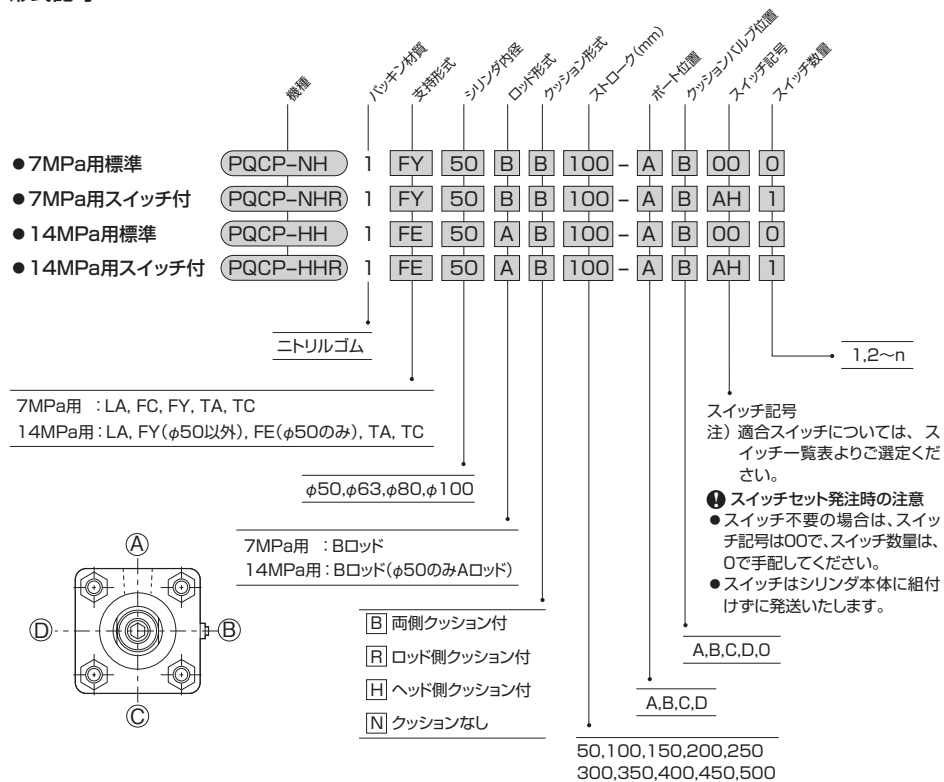 機種
パッキン材質
支持形式
シリンダ内径
ロッド形式
クッション形式
ストローク(mm)
ポート位置
クッションバルブ位置
スイッチ記号
スイッチ数量
●7MPa用標準 PQCP-NH 1 FY 50 B B 100 - A B 00 0
●7MPa用スイッチ付 PQCP-NHR 1 FY 50 B B 100 - A B AH 1
●14MPa用標準 PQCP-HH 1 FE 50 A B 100 - A B 00 0
●14MPa用スイッチ付 PQCP-HHR 1 FE 50 A B 100 - A B AH 1
ニトリルゴム
1,2〜n
7MPa用 :LA, FC, FY, TA, TC
14MPa用:LA, FY(φ50以外), FE(φ50のみ), TA, TC
φ50,φ63,φ80,φ100
7MPa用 :Bロッド
14MPa用:Bロッド(φ50のみAロッド)
B 両側クッション付
R ロッド側クッション付
H ヘッド側クッション付
N クッションなし
50,100,150,200,250
300,350,400,450,500
A,B,C,D
A,B,C,D,0
スイッチ記号
注) 適合スイッチについては、ス
イッチ一覧表よりご選定くだ
さい。
スイッチセット発注時の注意
●スイッチ不要の場合は、スイッ
チ記号は00で、スイッチ数量は、
0で手配してください。
●スイッチはシリンダ本体に組付
けずに発送いたします。
Ⓐ
Ⓓ
Ⓑ
Ⓒ